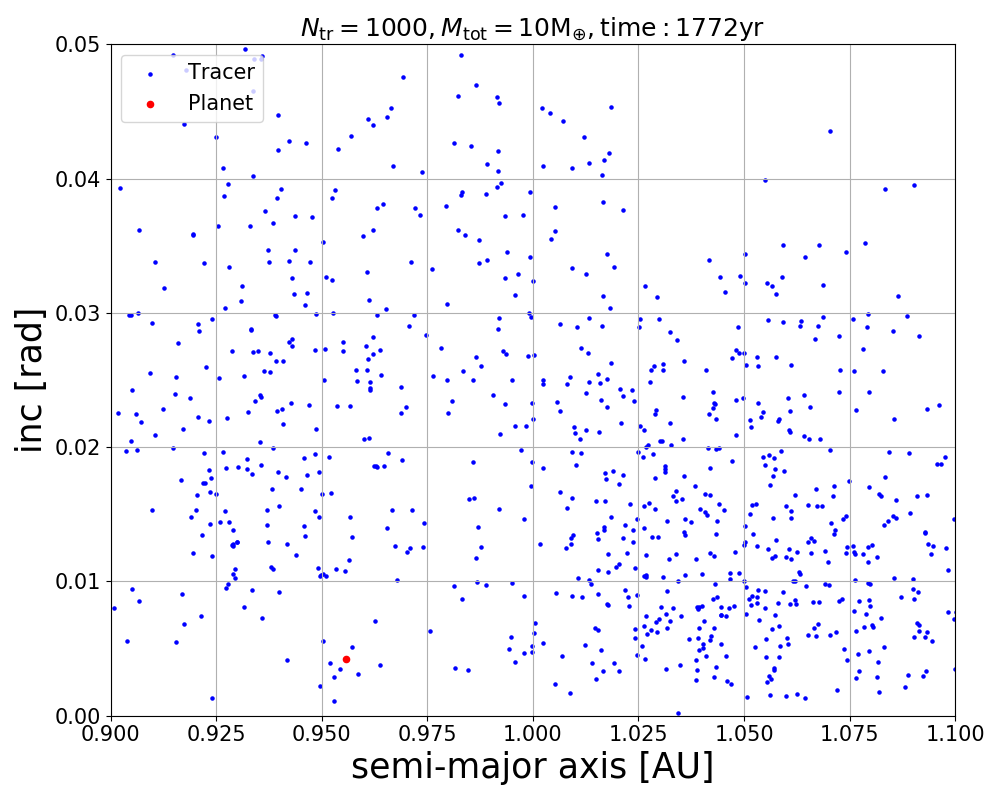 N_tr = 1000, M_tot = 10M_⊕, time : 1772yr
Tracer
Planet
inc [rad]
0.05
0.04
0.03
0.02
0.01
0.00
0.900 0.925 0.950 0.975 1.000 1.025 1.050 1.075 1.100
semi-major axis [AU]